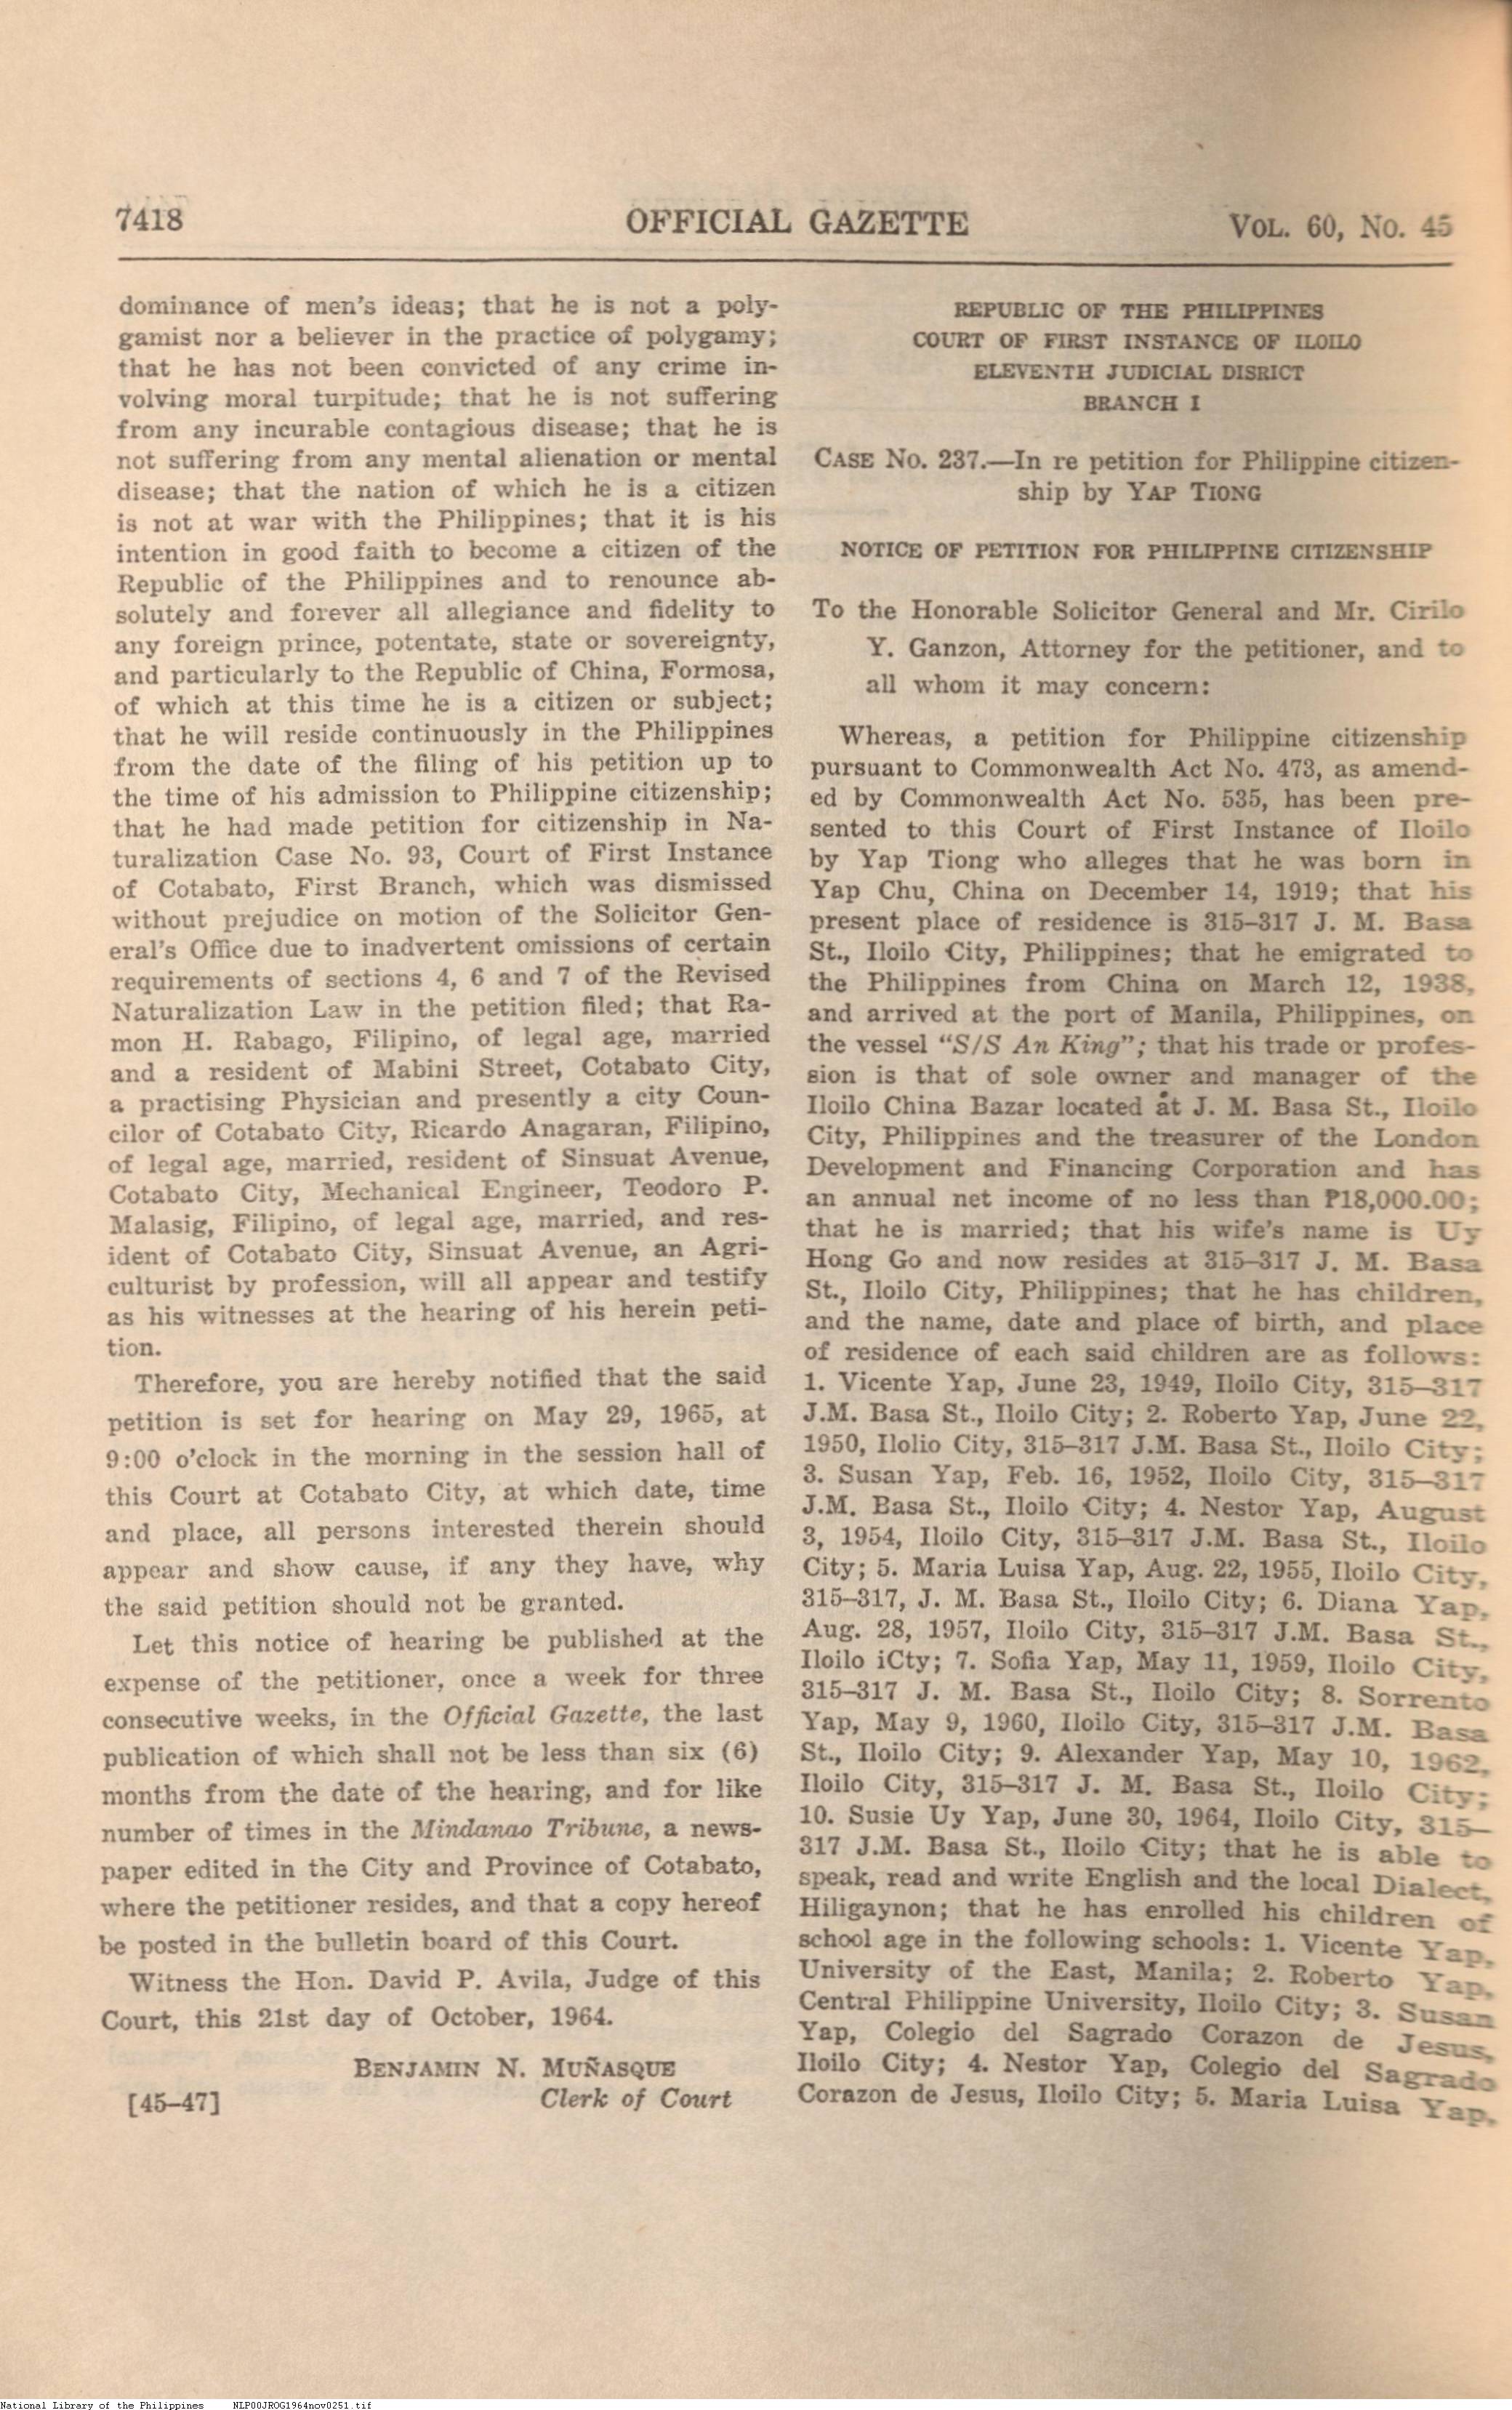 7418 OFFICIAL GAZETTE VOL. 60, NO. 45
dominance of men's ideas; that he is not a poly-
gamist nor a believer in the practice of polygamy;
that he has not been convicted of any crime in-
volving moral turpitude; that he is not suffering
from any incurable contagious disease; that he is
not suffering from any mental alienation or mental
disease; that the nation of which he is a citizen
is not at war with the Philippines; that it is his
intention in good faith to become a citizen of the
Republic of the Philippines and to renounce ab-
solutely and forever all allegiance and fidelity to
any foreign prince, potentate, state or sovereignty,
and particularly to the Republic of China, Formosa,
of which at this time he is a citizen or subject;
that he will reside continuously in the Philippines
from the date of the filing of his petition up to
the time of his admission to Philippine citizenship;
that he had made petition for citizenship in Na-
turalization Case No. 93, Court of First Instance
of Cotabato, First Branch, which was dismissed
without prejudice on motion of the Solicitor Gen-
eral's Office due to inadvertent omissions of certain
requirements of sections 4, 6 and 7 of the Revised
Naturalization Law in the petition filed; that Ra-
mon H. Rabago, Filipino, of legal age, married
and a resident of Mabini Street, Cotabato City,
a practising Physician and presently a city Coun-
cilor of Cotabato City, Ricardo Anagaran, Filipino,
of legal age, married, resident of Sinsuat Avenue,
Cotabato City, Mechanical Engineer, Teodoro P.
Malasig, Filipino, of legal age, married, and res-
ident of Cotabato City, Sinsuat Avenue, an Agri-
culturist by profession, will all appear and testify
as his witnesses at the hearing of his herein peti-
tion.
Therefore, you are hereby notified that the said
petition is set for hearing on May 29, 1965, at
9:00 o'clock in the morning in the session hall of
this Court at Cotabato City, at which date, time
and place, all persons interested therein should
appear and show cause, if any they have, why
the said petition should not be granted.
Let this notice of hearing be published at the
expense of the petitioner, once a week for three
consecutive weeks, in the Official Gazette, the last
publication of which shall not be less than six (6)
months from the date of the hearing, and for like
number of times in the Mindanao Tribune, a news-
paper edited in the City and Province of Cotabato,
where the petitioner resides, and that a copy hereof
be posted in the bulletin board of this Court.
Witness the Hon. David P. Avila, Judge of this
Court, this 21st day of October, 1964.
BENJAMIN N. MUÑASQUE
[45–47] Clerk of Court
REPUBLIC OF THE PHILIPPINES
COURT OF FIRST INSTANCE OF ILOILO
ELEVENTH JUDICIAL DISRICT
BRANCH I
CASE NO. 237.—In re petition for Philippine citizen-
ship by YAP TIONG
NOTICE OF PETITION FOR PHILIPPINE CITIZENSHIP
To the Honorable Solicitor General and Mr. Cirilo
Y. Ganzon, Attorney for the petitioner, and to
all whom it may concern:
Whereas, a petition for Philippine citizenship
pursuant to Commonwealth Act No. 473, as amend-
ed by Commonwealth Act No. 535, has been pre-
sented to this Court of First Instance of Iloilo
by Yap Tiong who alleges that he was born in
Yap Chu, China on December 14, 1919; that his
present place of residence is 315–317 J. M. Basa
St., Iloilo City, Philippines; that he emigrated to
the Philippines from China on March 12, 1938,
and arrived at the port of Manila, Philippines, on
the vessel "S/S An King"; that his trade or profes-
sion is that of sole owner and manager of the
Iloilo China Bazar located at J. M. Basa St., Iloilo
City, Philippines and the treasurer of the London
Development and Financing Corporation and has
an annual net income of no less than ₱18,000.00;
that he is married; that his wife's name is Uy
Hong Go and now resides at 315–317 J. M. Basa
St., Iloilo City, Philippines; that he has children,
and the name, date and place of birth, and place
of residence of each said children are as follows:
1. Vicente Yap, June 23, 1949, Iloilo City, 315–317
J.M. Basa St., Iloilo City; 2. Roberto Yap, June 22,
1950, Ilolio City, 315–317 J.M. Basa St., Iloilo City;
3. Susan Yap, Feb. 16, 1952, Iloilo City, 315–317
J.M. Basa St., Iloilo City; 4. Nestor Yap, August
3, 1954, Iloilo City, 315–317 J.M. Basa St., Iloilo
City; 5. Maria Luisa Yap, Aug. 22, 1955, Iloilo City,
315–317, J. M. Basa St., Iloilo City; 6. Diana Yap,
Aug. 28, 1957, Iloilo City, 315–317 J.M. Basa St.,
Iloilo iCty; 7. Sofia Yap, May 11, 1959, Iloilo City,
315–317 J. M. Basa St., Iloilo City; 8. Sorrento
Yap, May 9, 1960, Iloilo City, 315–317 J.M. Basa
St., Iloilo City; 9. Alexander Yap, May 10, 1962,
Iloilo City, 315–317 J. M. Basa St., Iloilo City;
10. Susie Uy Yap, June 30, 1964, Iloilo City, 315–
317 J.M. Basa St., Iloilo City; that he is able to
speak, read and write English and the local Dialect,
Hiligaynon; that he has enrolled his children of
school age in the following schools: 1. Vicente Yap,
University of the East, Manila; 2. Roberto Yap,
Central Philippine University, Iloilo City; 3. Susan
Yap, Colegio del Sagrado Corazon de Jesus,
Iloilo City; 4. Nestor Yap, Colegio del Sagrado
Corazon de Jesus, Iloilo City; 5. Maria Luisa Yap,
National Library of the Philippines NLP00JROG1964nov0251.tif